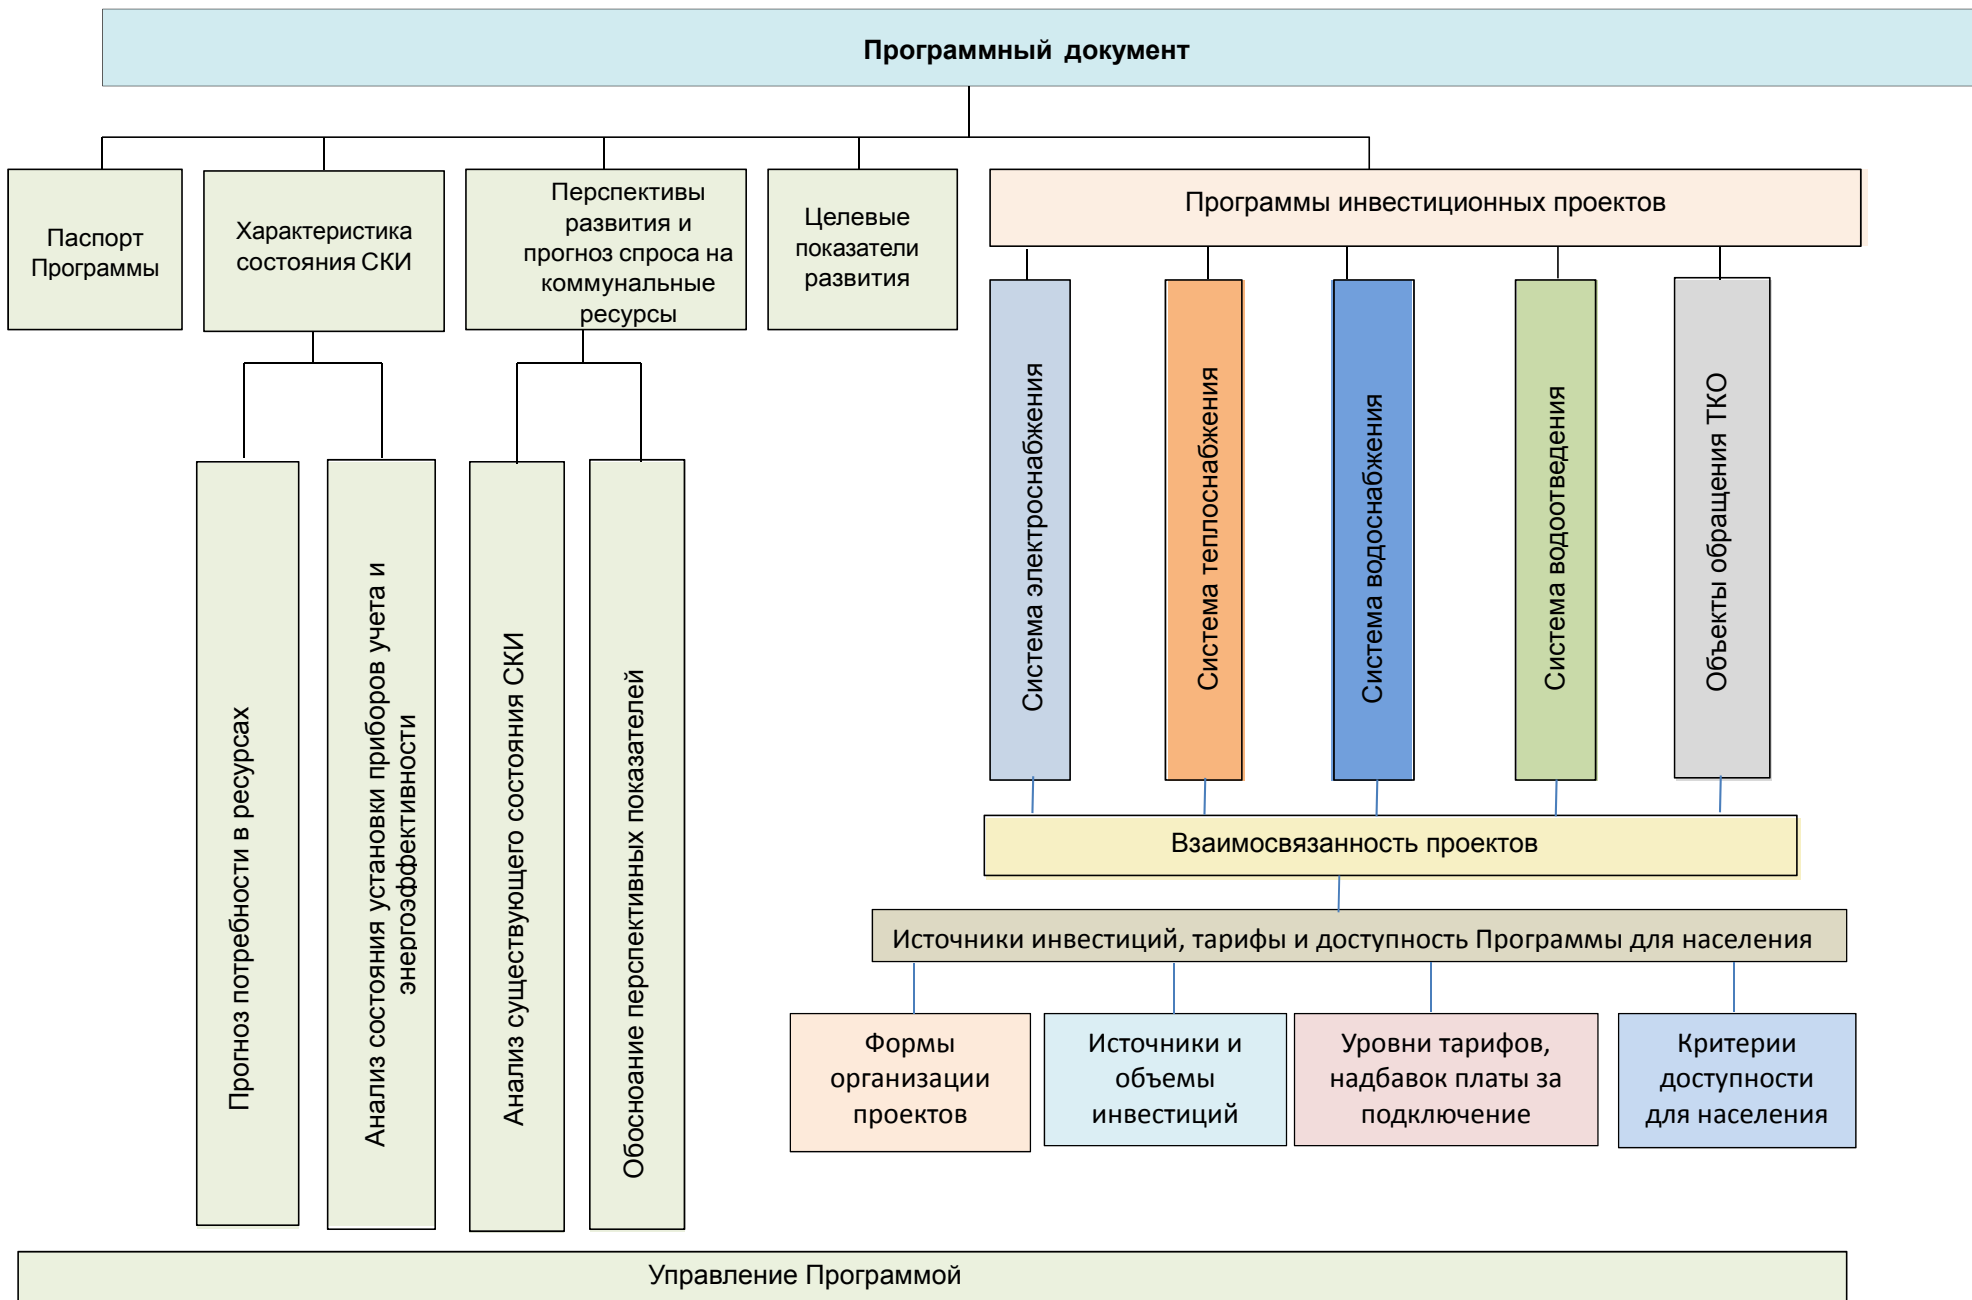 Программный документ
Паспорт
Программы
Характеристика
состояния СКИ
Перспективы
развития и
прогноз спроса на
коммунальные
ресурсы
Целевые
показатели
развития
Программы инвестиционных проектов
Система электроснабжения
Система теплоснабжения
Система водоснабжения
Система водоотведения
Объекты обращения ТКО
Прогноз потребности в ресурсах
Анализ состояния установки приборов учета и
энергоэффективности
Анализ существующего состояния СКИ
Обосноание перспективных показателей
Взаимосвязанность проектов
Источники инвестиций, тарифы и доступность Программы для населения
Формы
организации
проектов
Источники и
объемы
инвестиций
Уровни тарифов,
надбавок платы за
подключение
Критерии
доступности
для населения
Управление Программой